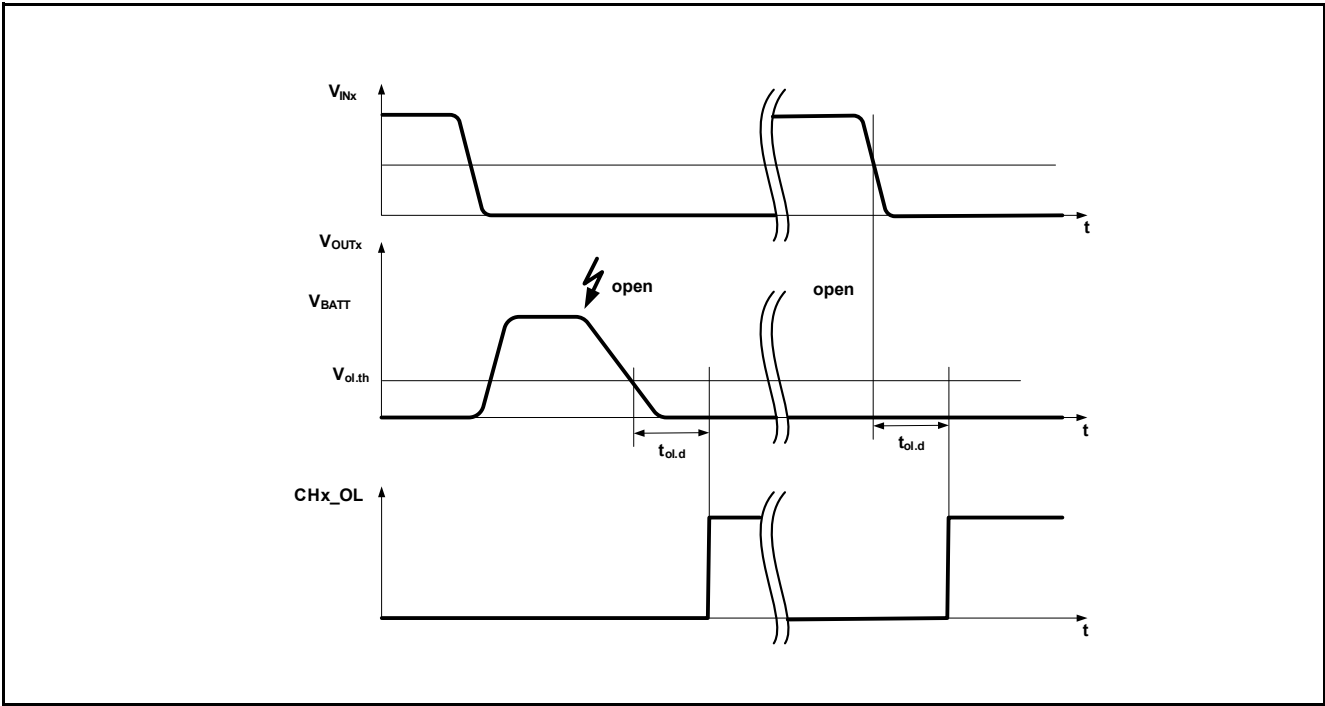 VINx
t
VOUTx
open
open
VBATT
Vol.th
t
tol.d
tol.d
CHx_OL
t